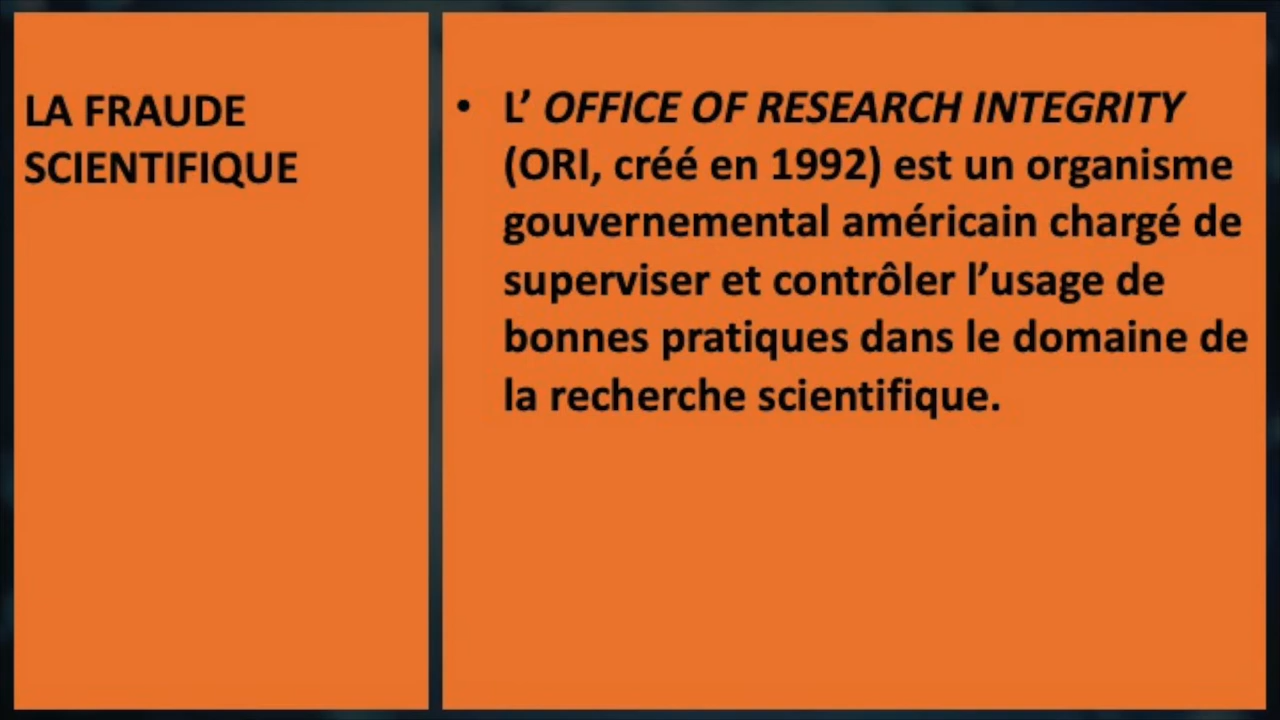 LA FRAUDE
SCIENTIFIQUE
• L’ OFFICE OF RESEARCH INTEGRITY
(ORI, créé en 1992) est un organisme
gouvernemental américain chargé de
superviser et contrôler l’usage de
bonnes pratiques dans le domaine de
la recherche scientifique.